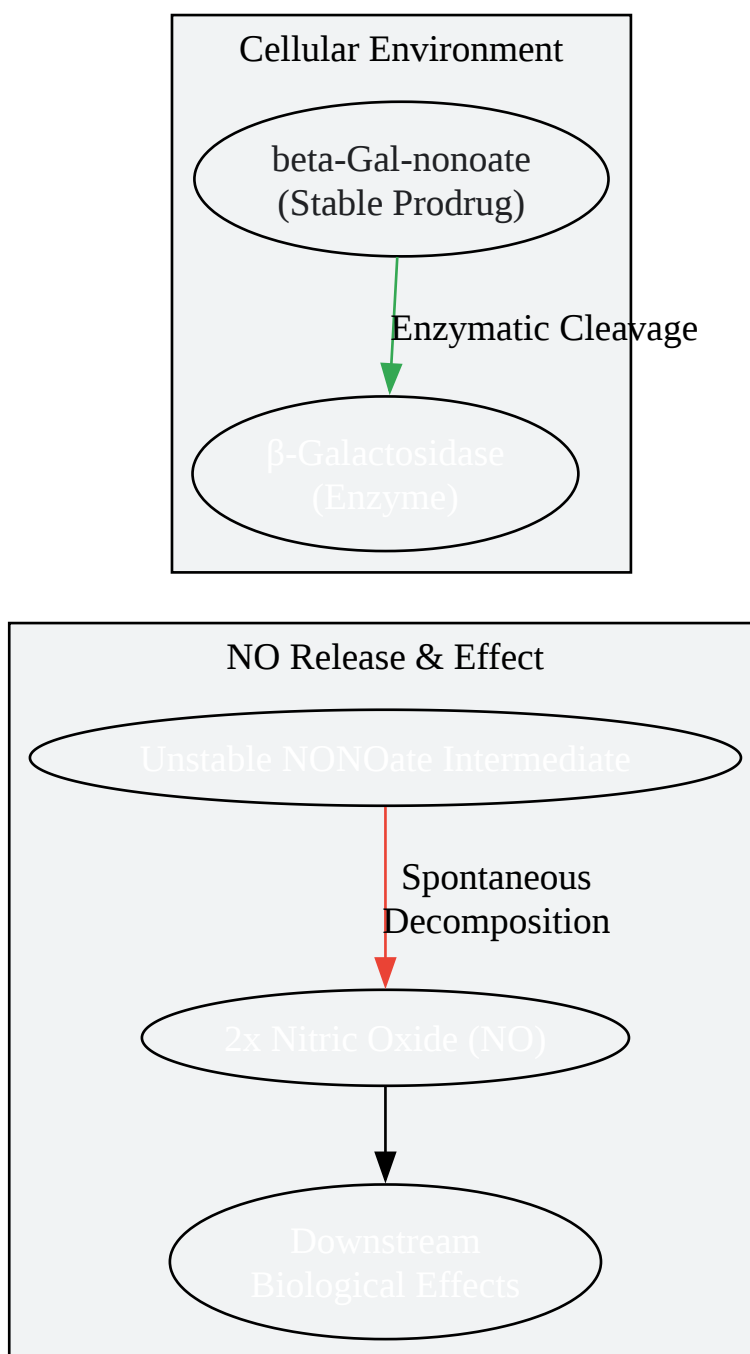 Cellular Environment
beta-Gal-nonoate
(Stable Prodrug)
Enzymatic Cleavage
β-Galactosidase
(Enzyme)
NO Release & Effect
Unstable NONOate Intermediate
Spontaneous
Decomposition
2x Nitric Oxide (NO)
Downstream
Biological Effects